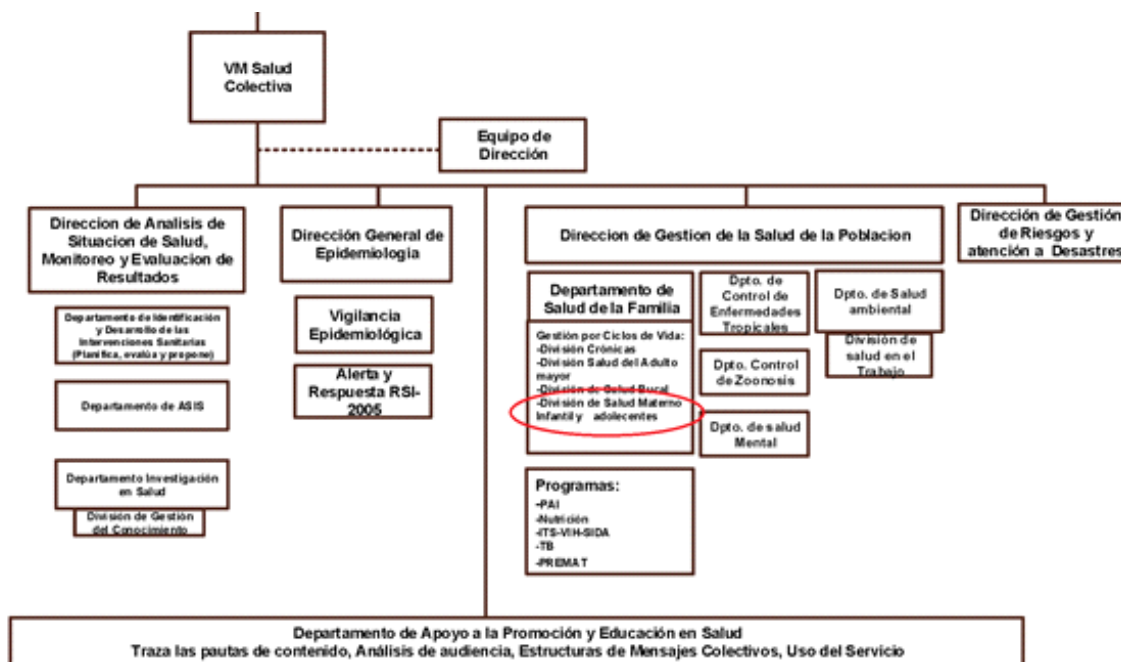 VM Salud
Colectiva
Equipo de
Dirección
Direccion de Analisis de
Situacion de Salud,
Monitoreo y Evaluacion de
Resultados
Departamento de Identificación
y Desarrollo de las
Intervenciones Sanitarias
(Planifica, evalúa y propone)
Departamento de ASIS
Departamento Investigación
en Salud
División de Gestión
del Conocimiento
Dirección General de
Epidemiología
Vigilancia
Epidemiológica
Alerta y
Respuesta RSI-
2005
Direccion de Gestion de la Salud de la Poblacion
Departamento de
Salud de la Familia
Gestión por Ciclos de Vida:
-División Crónicas
-División Salud del Adulto
mayor
-División de Salud Bucal
-División de Salud Materno
Infantil y adolecentes
Programas:
-PAI
-Nutrición
-ITS-VIH-SIDA
-TB
-PREMAT
Dpto. de
Control de
Enfermedades
Tropicales
Dpto. Control
de Zoonosis
Dpto. de salud
Mental
Dpto. de Salud
ambiental
División de
salud en el
Trabajo
Dirección de Gestión
de Riesgos y
atención a Desastres
Departamento de Apoyo a la Promoción y Educación en Salud
Traza las pautas de contenido, Análisis de audiencia, Estructuras de Mensajes Colectivos, Uso del Servicio